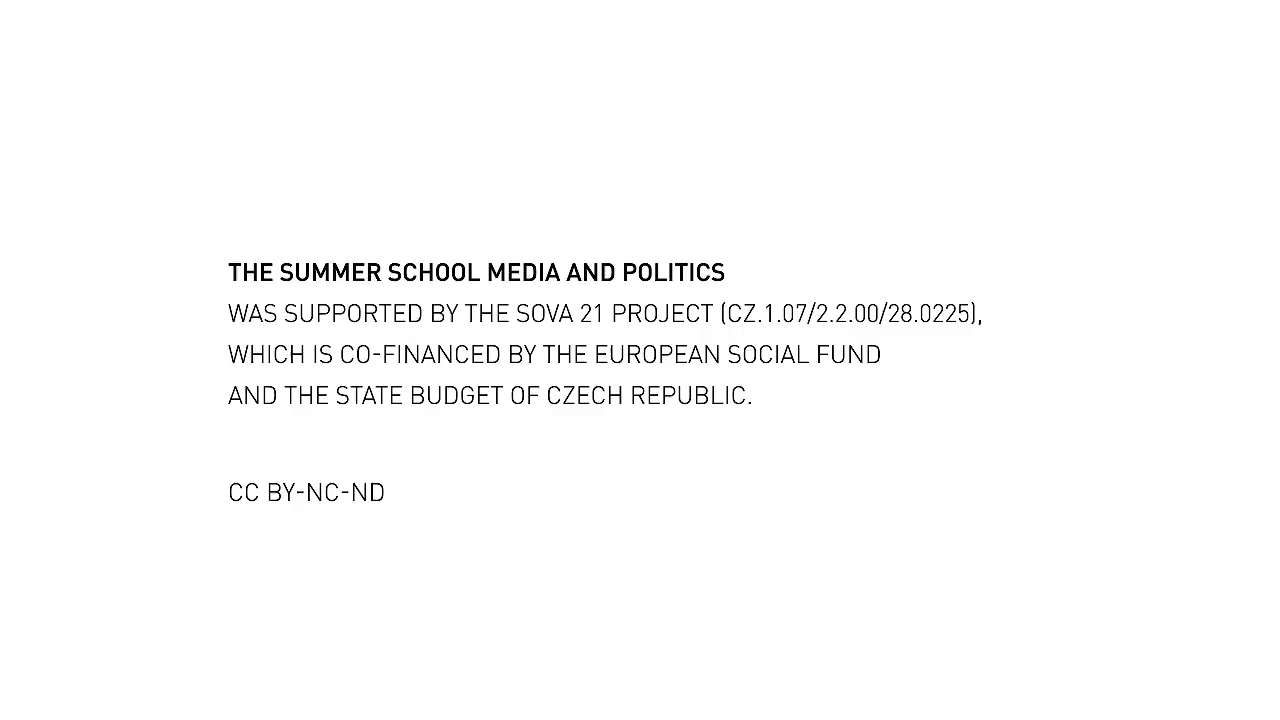 THE SUMMER SCHOOL MEDIA AND POLITICS
WAS SUPPORTED BY THE SOVA 21 PROJECT (CZ.1.07/2.2.00/28.0225),
WHICH IS CO-FINANCED BY THE EUROPEAN SOCIAL FUND
AND THE STATE BUDGET OF CZECH REPUBLIC.
CC BY-NC-ND